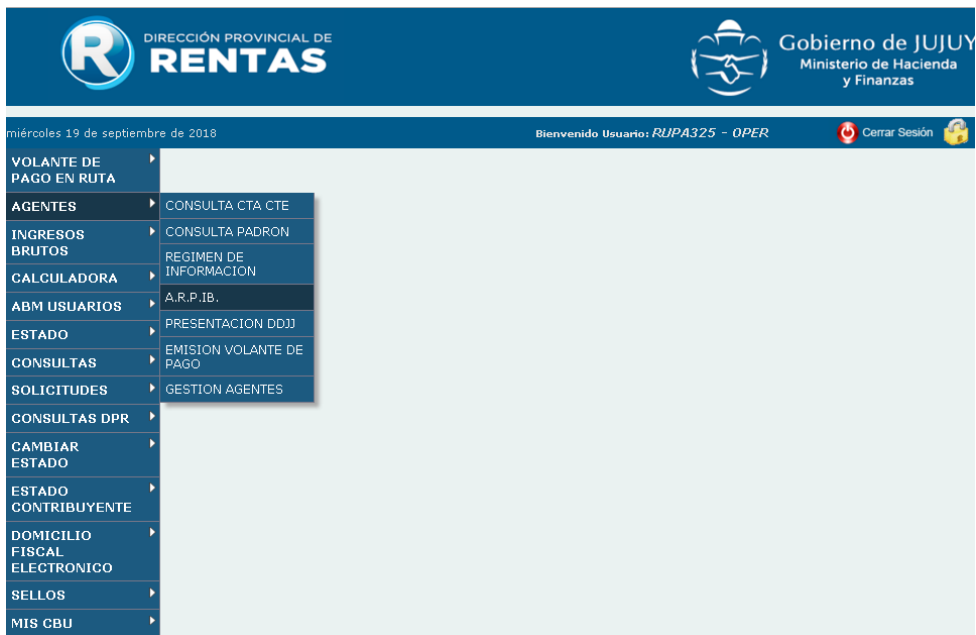 R
DIRECCIÓN PROVINCIAL DE
RENTAS
Gobierno de JUJUY
Ministerio de Hacienda
y Finanzas
miércoles 19 de septiembre de 2018
Bienvenido Usuario: RUPA325 - OPER
Cerrar Sesión
VOLANTE DE
PAGO EN RUTA
AGENTES
CONSULTA CTA CTE
CONSULTA PADRON
REGIMEN DE
INFORMACION
A.R.P.IB.
PRESENTACION DDJJ
EMISION VOLANTE DE
PAGO
GESTION AGENTES
INGRESOS
BRUTOS
CALCULADORA
ABM USUARIOS
ESTADO
CONSULTAS
SOLICITUDES
CONSULTAS DPR
CAMBIAR
ESTADO
ESTADO
CONTRIBUYENTE
DOMICILIO
FISCAL
ELECTRONICO
SELLOS
MIS CBU